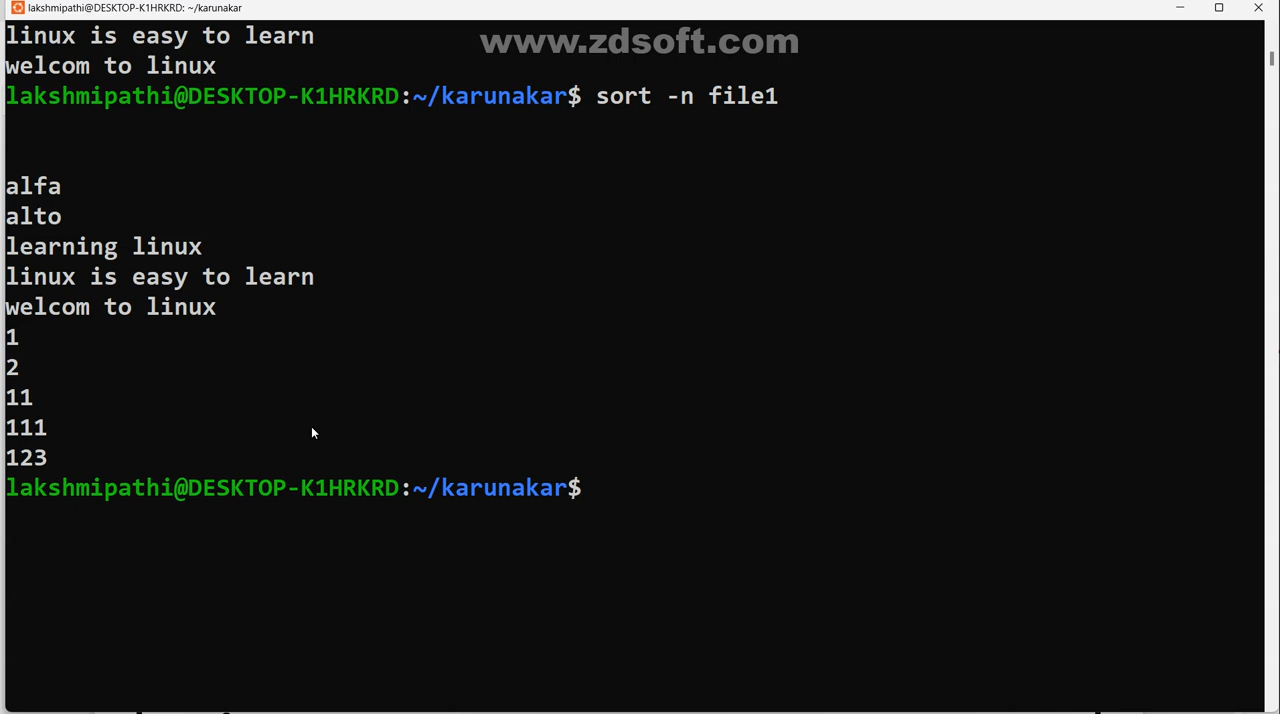 lakshmipathi@DESKTOP-K1HRKRD: ~/karunakar
linux is easy to learn
www.zdsoft.com
welcom to linux
lakshmipathi@DESKTOP-K1HRKRD:~/karunakar$ sort -n file1
alfa
alto
learning linux
linux is easy to learn
welcom to linux
1
2
11
111
123
lakshmipathi@DESKTOP-K1HRKRD:~/karunakar$